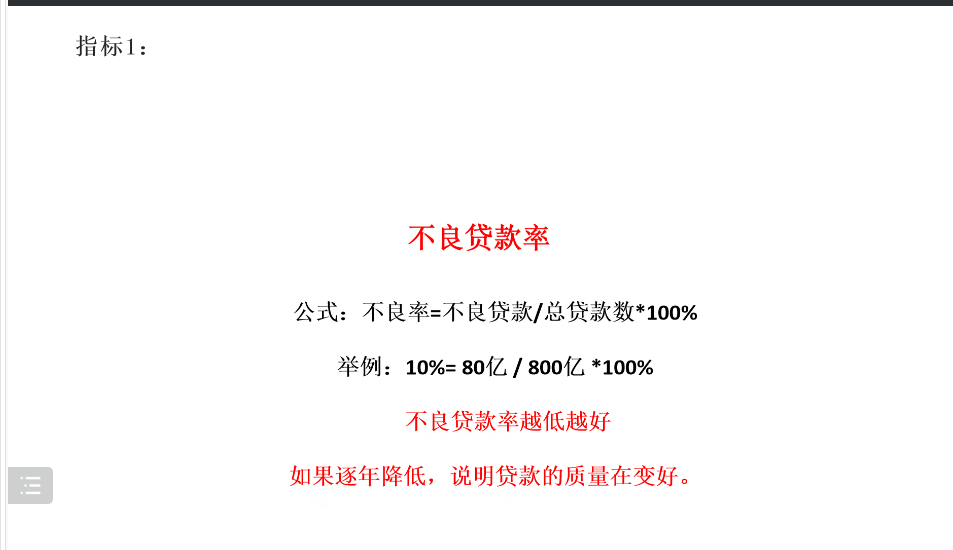 指标1：
不良贷款率
公式：不良率=不良贷款/总贷款数*100%
举例：10%= 80亿 / 800亿 *100%
不良贷款率越低越好
如果逐年降低，说明贷款的质量在变好。